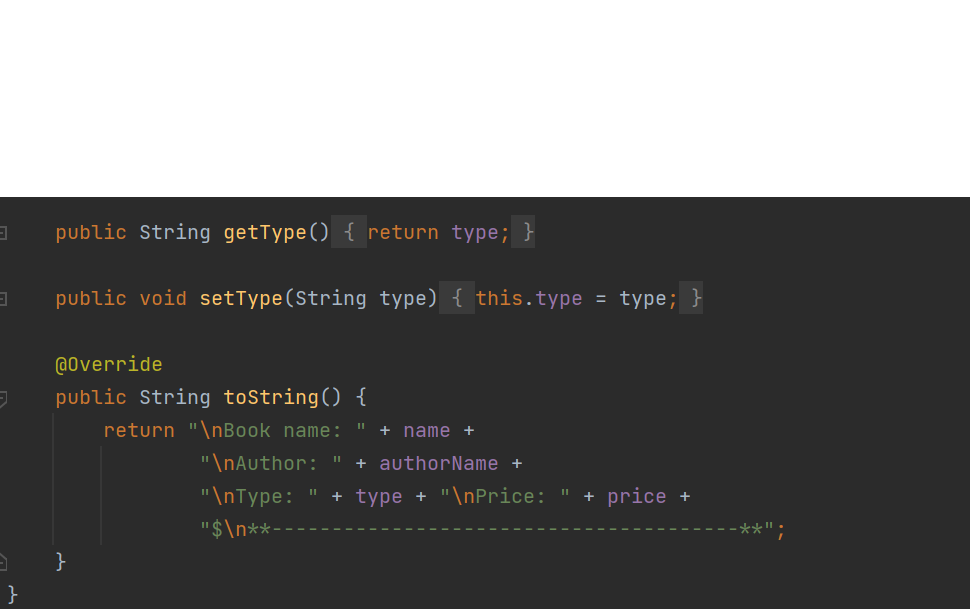 public String getType() { return type; }
public void setType(String type) { this.type = type; }
@Override
public String toString() {
return "\nBook name: " + name +
"\nAuthor: " + authorName +
"\nType: " + type + "\nPrice: " + price +
"$\n**---------------------------------------**";
}
}